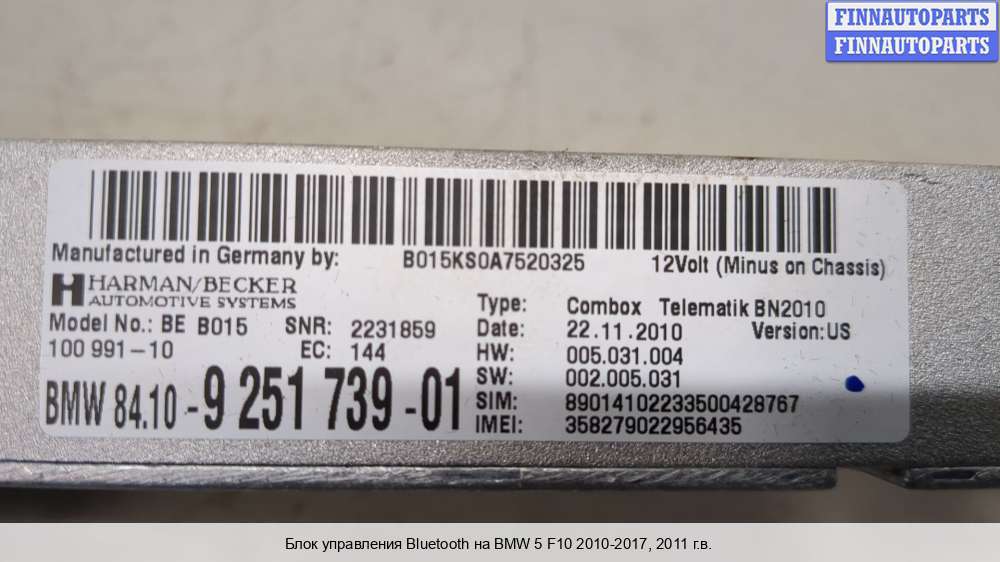 FINNAUTOPARTS
FINNAUTOPARTS
Manufactured in Germany by: B015KS0A7520325 12Volt (Minus on Chassis)
HARMAN/BECKER
AUTOMOTIVE SYSTEMS
Type: Combox Telematik BN2010
Model No.: BE B015 SNR: 2231859 Date: 22.11.2010 Version: US
100 991-10 EC: 144 HW: 005.031.004
SW: 002.005.031
BMW 84.10 - 9 251 739 - 01 SIM: 89014102233500428767
IMEI: 358279022956435
Блок управления Bluetooth на BMW 5 F10 2010-2017, 2011 г.в.